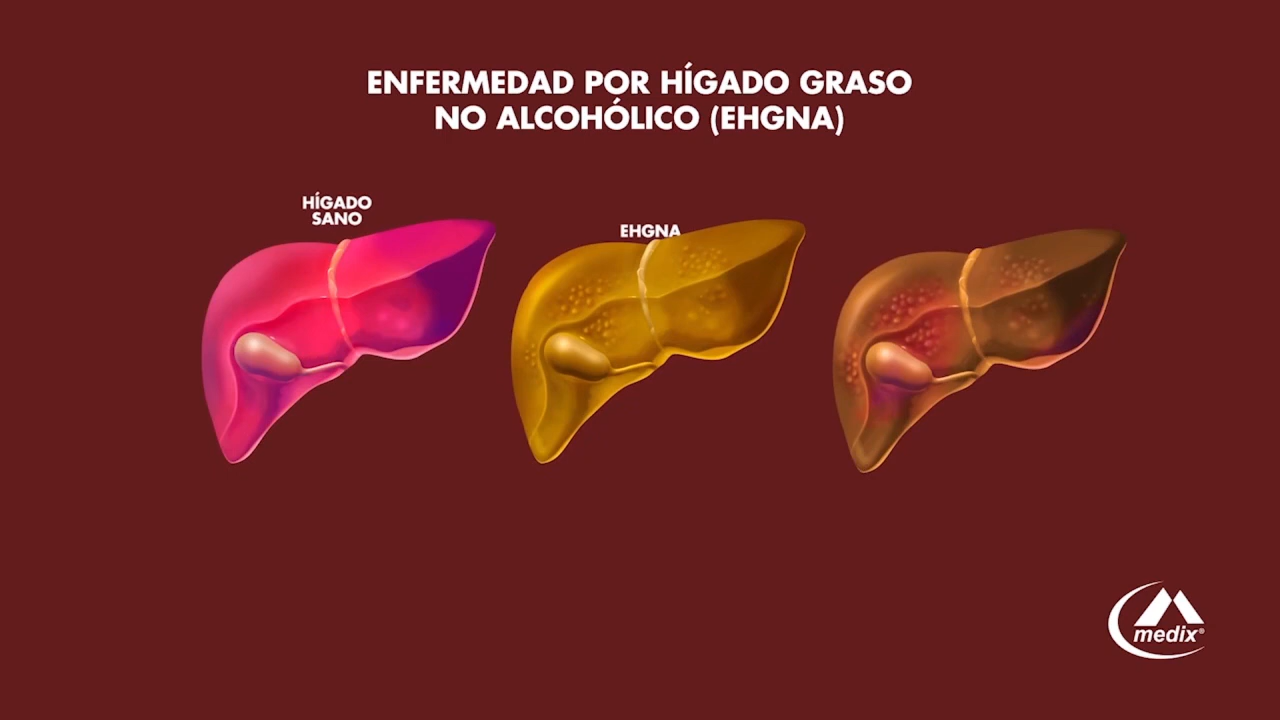 ENFERMEDAD POR HÍGADO GRASO
NO ALCOHÓLICO (EHGNA)
HÍGADO
SANO
EHGNA
medix®